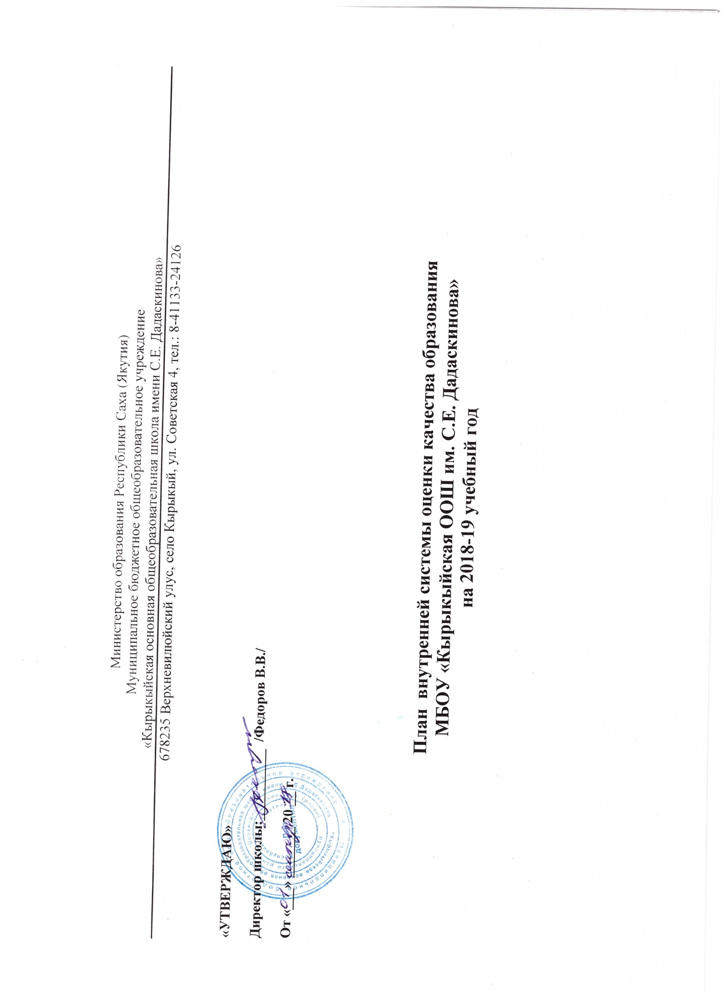 Министерство образования Республики Саха (Якутия)
Муниципальное бюджетное общеобразовательное учреждение
«Кырыкыйская основная общеобразовательная школа имени С.Е. Дадаскинова»
678235 Верхневилюйский улус, село Кырыкый, ул. Советская 4, тел.: 8-41133-24126
«УТВЕРЖДАЮ»
Директор школы: /Федоров В.В./
От «01» сентября 20 г.
План внутренней системы оценки качества образования
МБОУ «Кырыкыйская ООШ им. С.Е. Дадаскинова»
на 2018-19 учебный год